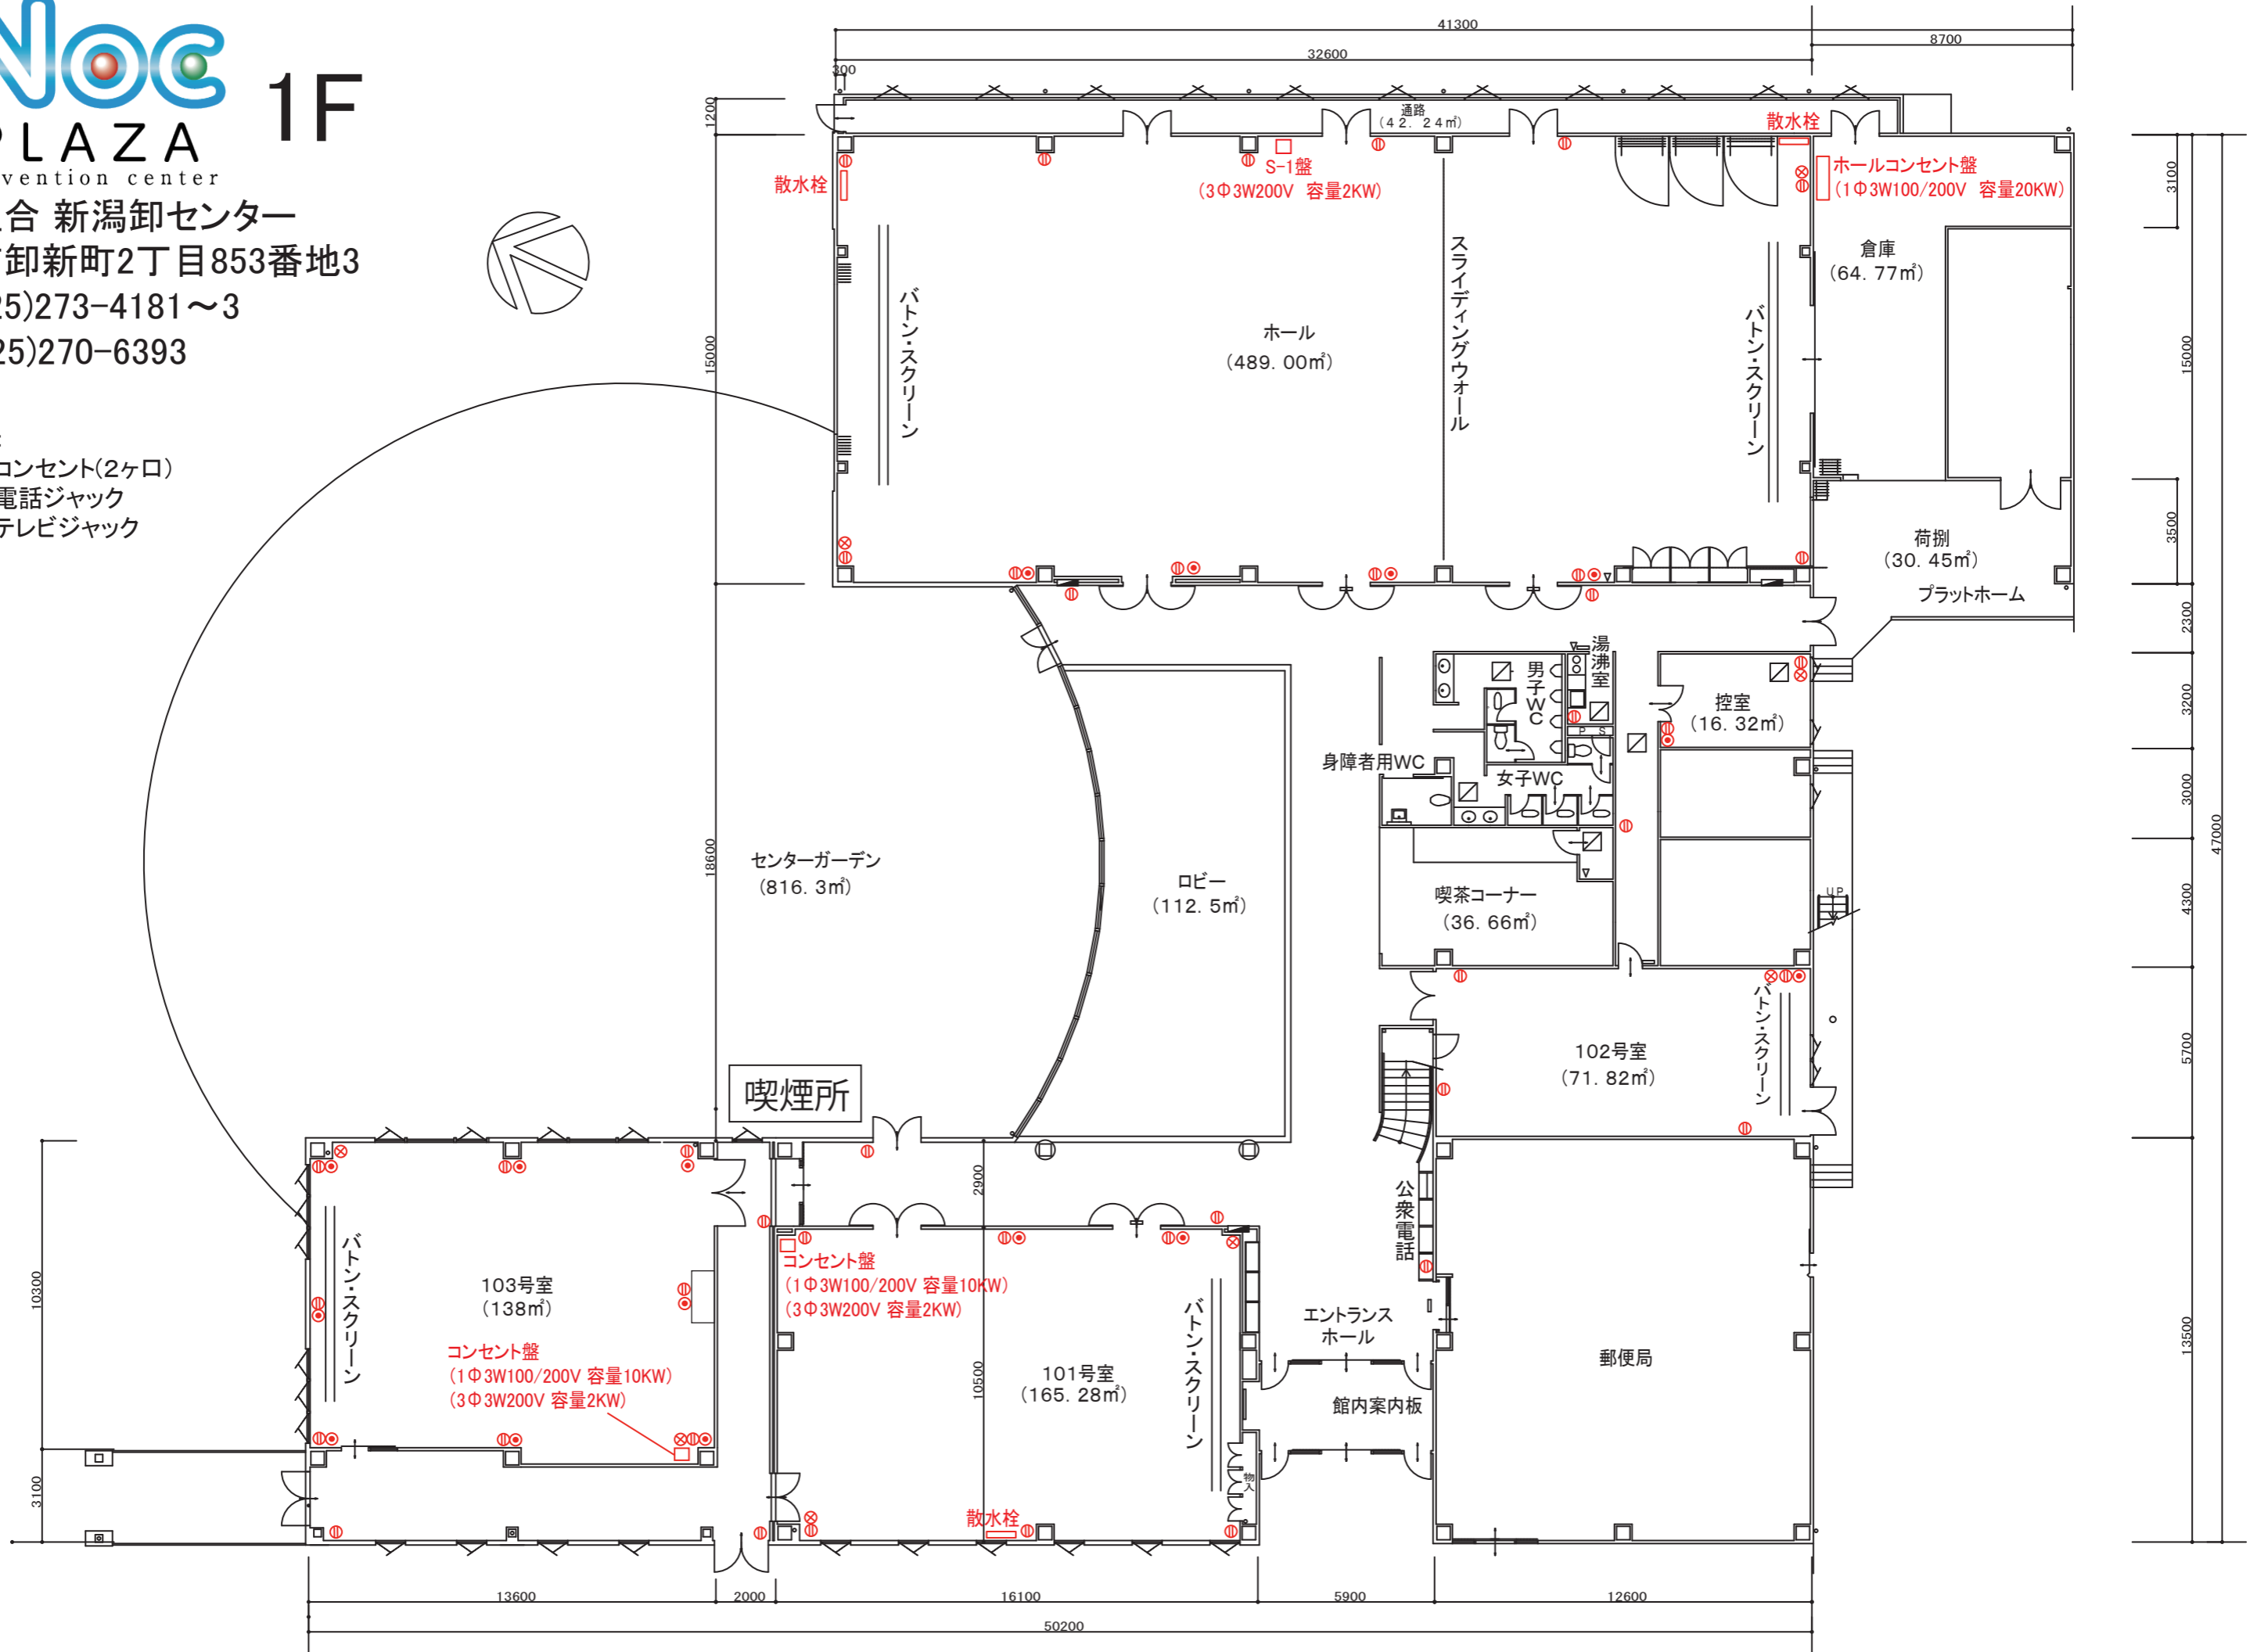 Noc
PLAZA
1F
vention center
合 新潟卸センター
卸新町2丁目853番地3
25)273-4181～3
25)270-6393
コンセント(2ヶ口)
電話ジャック
テレビジャック
41300
32600
8700
300
1200
通路
(42. 24㎡)
散水栓
散水栓
S-1盤
(3Φ3W200V 容量2KW)
ホールコンセント盤
(1Φ3W100/200V 容量20KW)
3100
倉庫
(64. 77㎡)
バトン・スクリーン
ホール
(489. 00㎡)
スライディングウォール
バトン・スクリーン
15000
15000
荷捌
(30. 45㎡)
プラットホーム
3500
2300
湯沸室
男子WC
控室
(16. 32㎡)
3200
PS
身障者用WC
女子WC
3000
47000
18600
センターガーデン
(816. 3㎡)
ロビー
(112. 5㎡)
喫茶コーナー
(36. 66㎡)
UP
4300
102号室
(71. 82㎡)
バトン・スクリーン
5700
喫煙所
2900
公衆電話
コンセント盤
(1Φ3W100/200V 容量10KW)
(3Φ3W200V 容量2KW)
103号室
(138㎡)
バトン・スクリーン
10300
コンセント盤
(1Φ3W100/200V 容量10KW)
(3Φ3W200V 容量2KW)
10500
101号室
(165. 28㎡)
バトン・スクリーン
エントランス
ホール
館内案内板
郵便局
13500
物入
3100
散水栓
13600
2000
16100
5900
12600
50200